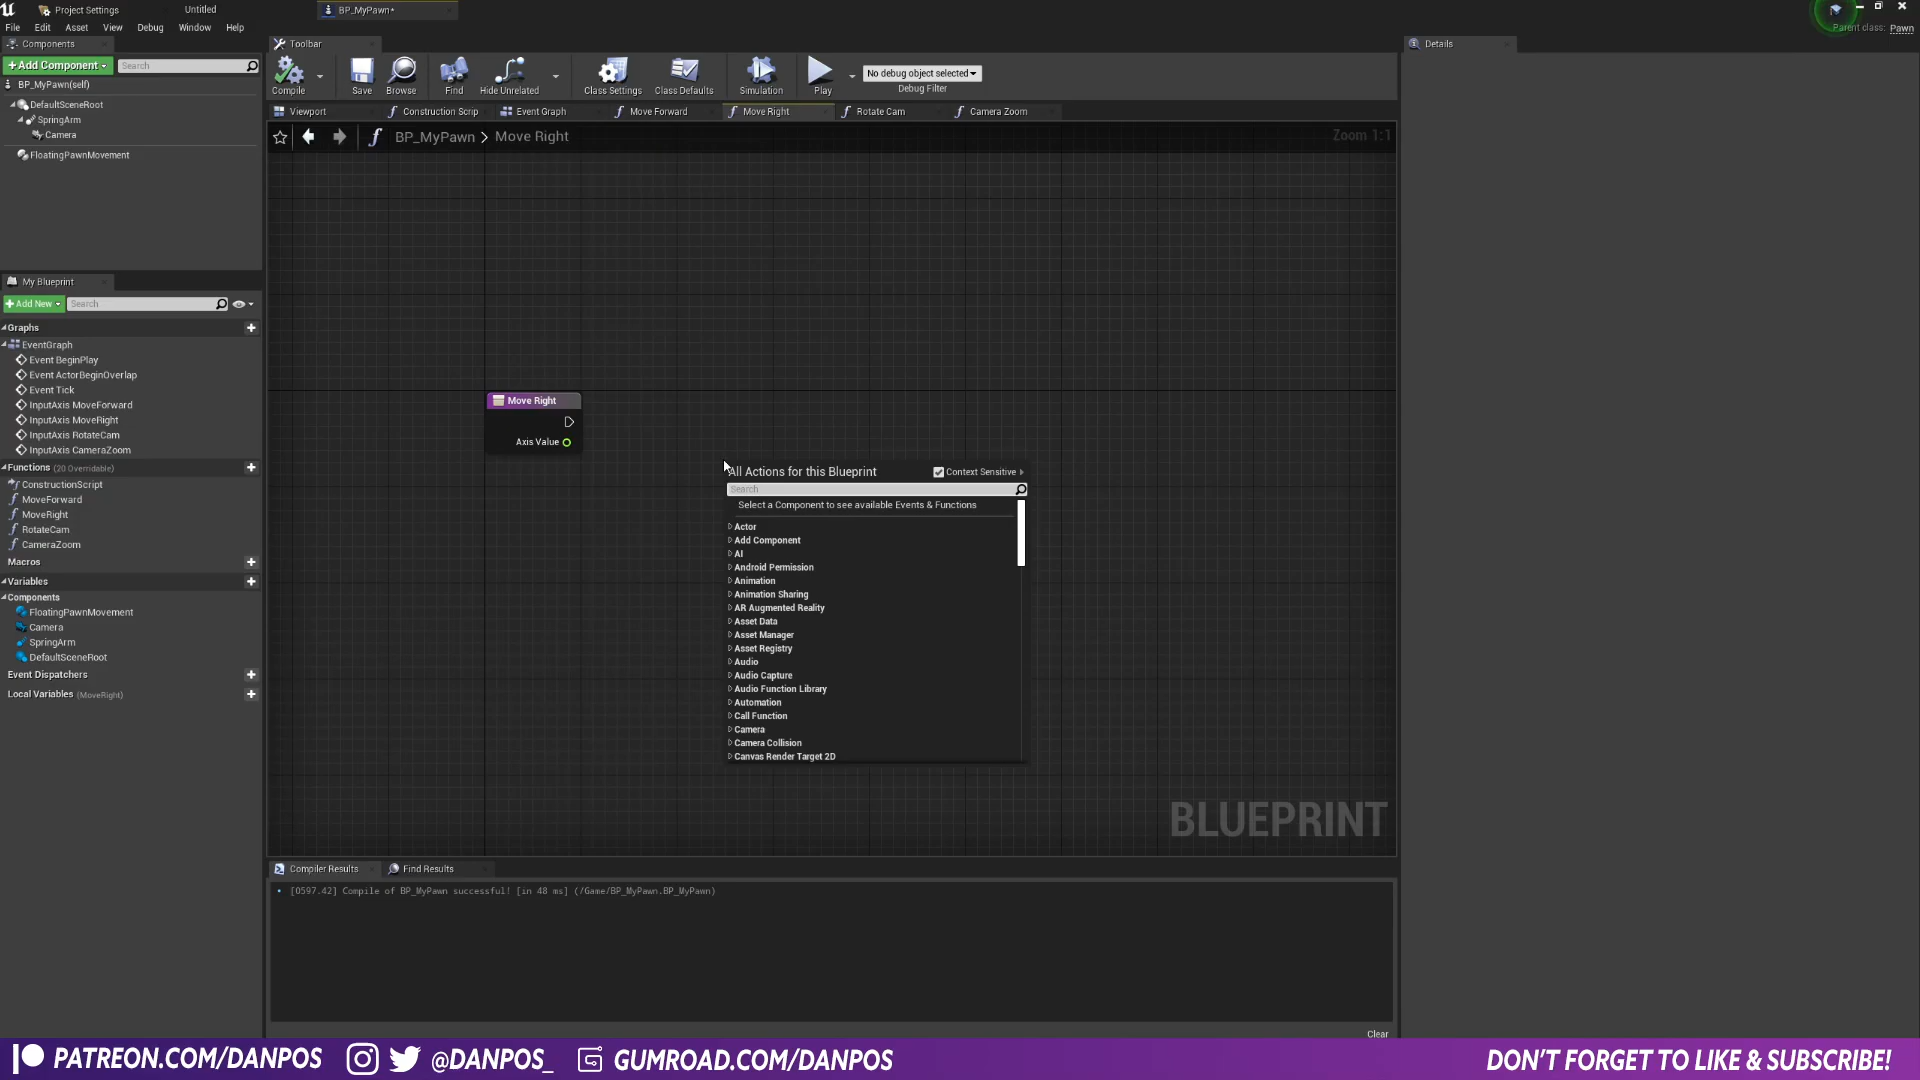 Project Settings
Untitled
BP_MyPawn*
File Edit Asset View Debug Window Help
Parent class: Pawn
Components
Toolbar
Details
+Add Component
Search
BP_MyPawn(self)
DefaultSceneRoot
SpringArm
Camera
FloatingPawnMovement
Compile
Save
Browse
Find
Hide Unrelated
Class Settings
Class Defaults
Simulation
Play
No debug object selected
Debug Filter
Viewport
Construction Scrip
Event Graph
Move Forward
Move Right
Rotate Cam
Camera Zoom
BP_MyPawn > Move Right
Zoom 1:1
My Blueprint
+Add New
Search
Graphs
EventGraph
Event BeginPlay
Event ActorBeginOverlap
Event Tick
InputAxis MoveForward
InputAxis MoveRight
InputAxis RotateCam
InputAxis CameraZoom
Functions (20 Overridable)
ConstructionScript
MoveForward
MoveRight
RotateCam
CameraZoom
Macros
Variables
Components
FloatingPawnMovement
Camera
SpringArm
DefaultSceneRoot
Event Dispatchers
Local Variables (MoveRight)
Move Right
Axis Value
All Actions for this Blueprint
Context Sensitive
Search
Select a Component to see available Events & Functions
Actor
Add Component
AI
Android Permission
Animation
Animation Sharing
AR Augmented Reality
Asset Data
Asset Manager
Asset Registry
Audio
Audio Capture
Audio Function Library
Automation
Call Function
Camera
Camera Collision
Canvas Render Target 2D
BLUEPRINT
Compiler Results
Find Results
[0597.42] Compile of BP_MyPawn successful! [in 48 ms] (/Game/BP_MyPawn.BP_MyPawn)
Clear
PATREON.COM/DANPOS
@DANPOS_
GUMROAD.COM/DANPOS
DON'T FORGET TO LIKE & SUBSCRIBE!